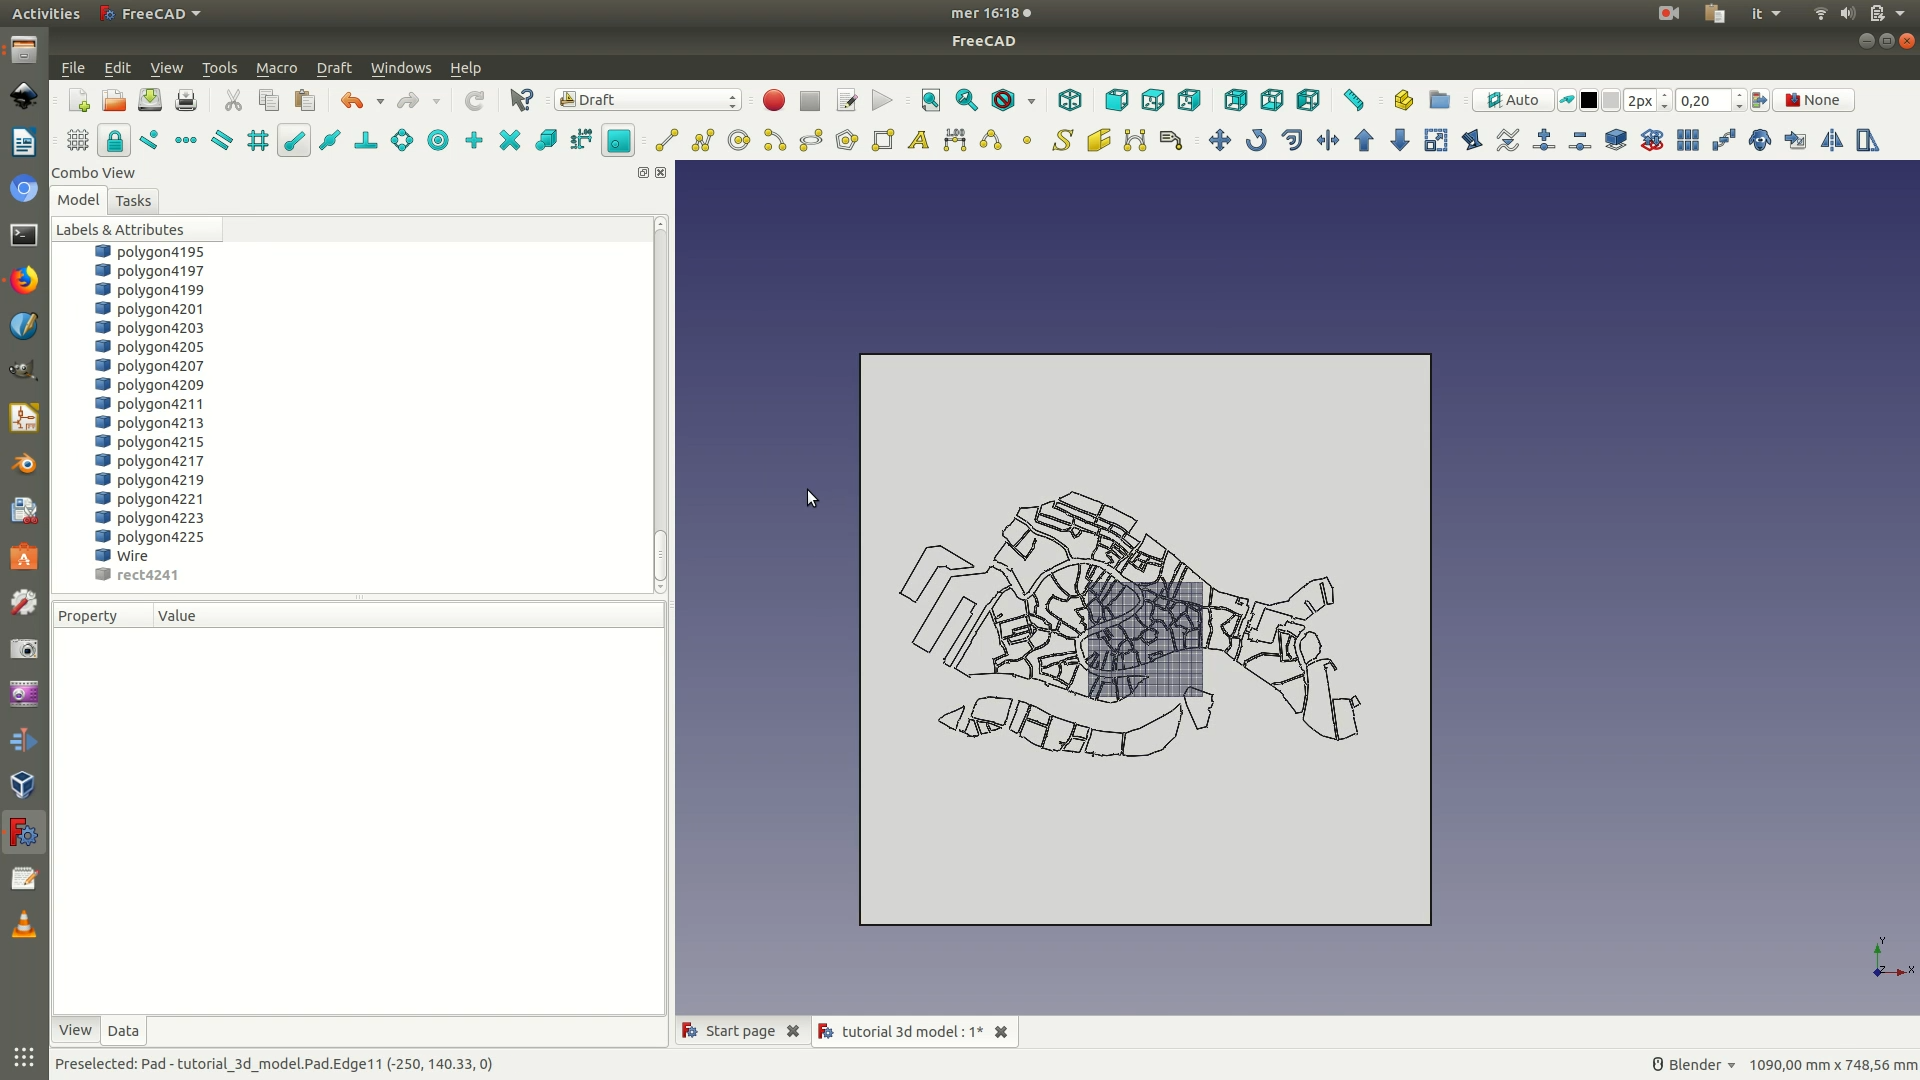 Activities FreeCAD mer 16:18 it
FreeCAD
File Edit View Tools Macro Draft Windows Help
Draft Auto 2px 0,20 None
Combo View
Model Tasks
Labels & Attributes
polygon4195
polygon4197
polygon4199
polygon4201
polygon4203
polygon4205
polygon4207
polygon4209
polygon4211
polygon4213
polygon4215
polygon4217
polygon4219
polygon4221
polygon4223
polygon4225
Wire
rect4241
Property Value
Y
Z X
View Data
Start page tutorial 3d model : 1*
Preselected: Pad - tutorial_3d_model.Pad.Edge11 (-250, 140.33, 0) Blender 1090,00 mm x 748,56 mm